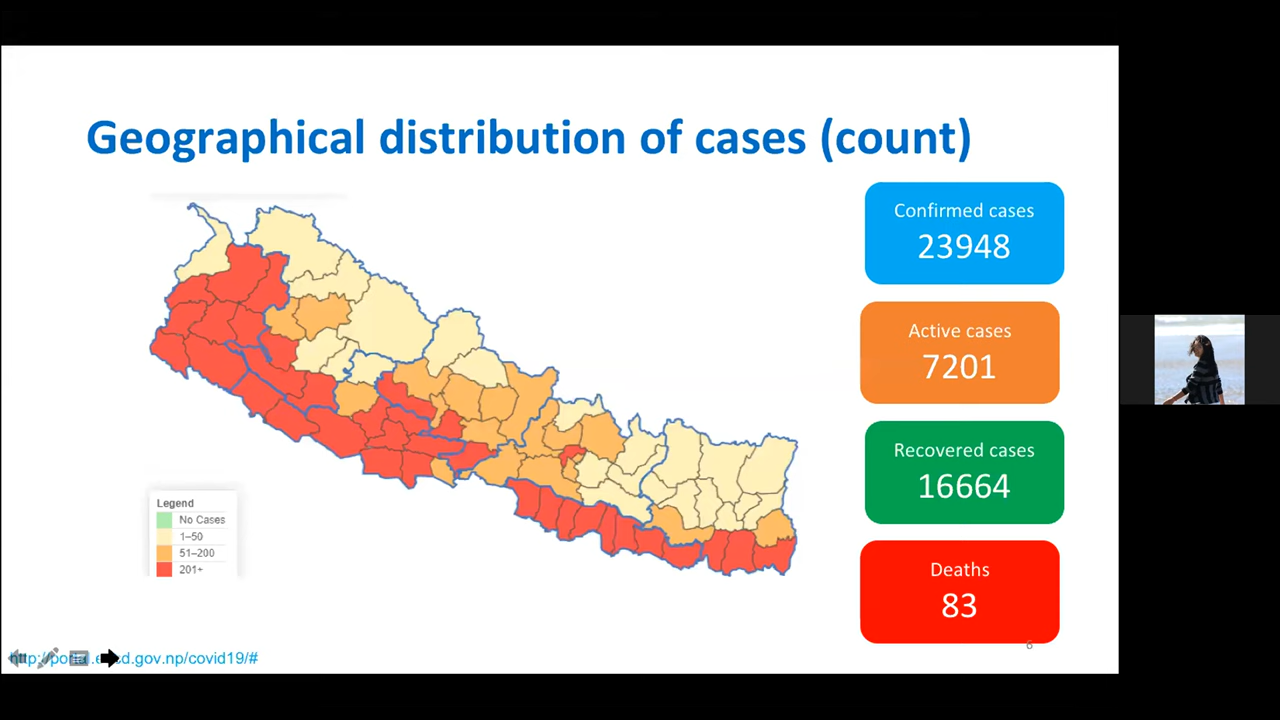 Geographical distribution of cases (count)
Confirmed cases
23948
Active cases
7201
Recovered cases
16664
Deaths
83
Legend
No Cases
1–50
51–200
201+
.gov.np/covid19/#
6